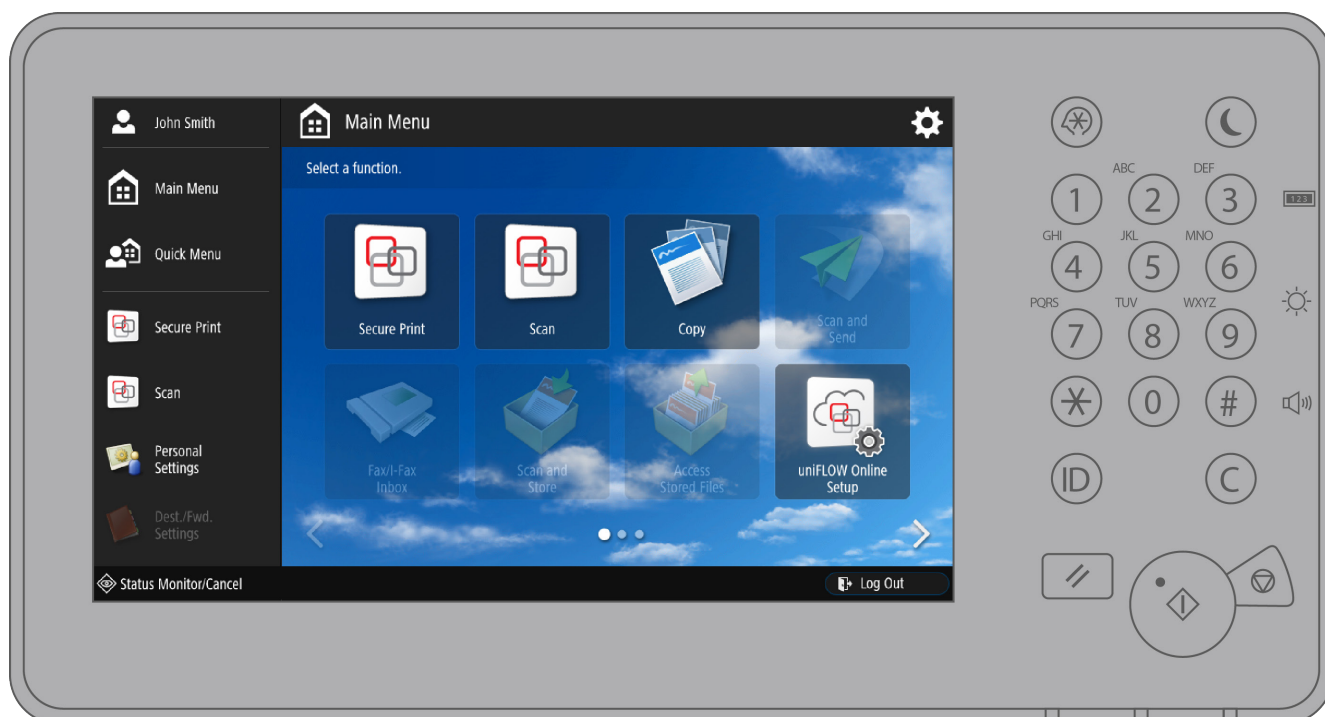 John Smith
Main Menu
Quick Menu
Secure Print
Scan
Personal
Settings
Dest./Fwd.
Settings
Status Monitor/Cancel
Main Menu
Select a function.
Secure Print
Scan
Copy
Scan and
Send
Fax/I-Fax
Inbox
Scan and
Store
Access
Stored Files
uniFLOW Online
Setup
Log Out
ABC DEF
1 2 3
123
GHI JKL MNO
4 5 6
PQRS TUV WXYZ
7 8 9
0 #
ID C